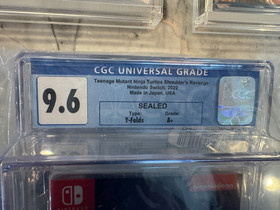 CGC UNIVERSAL GRADE
9.6
Teenage Mutant Ninja Turtles Shredder's Revenge
Nintendo Switch, 2022
Made in Japan, USA
SEALED
Type:
Grade:
Y-Folds
A+
NINTENDO